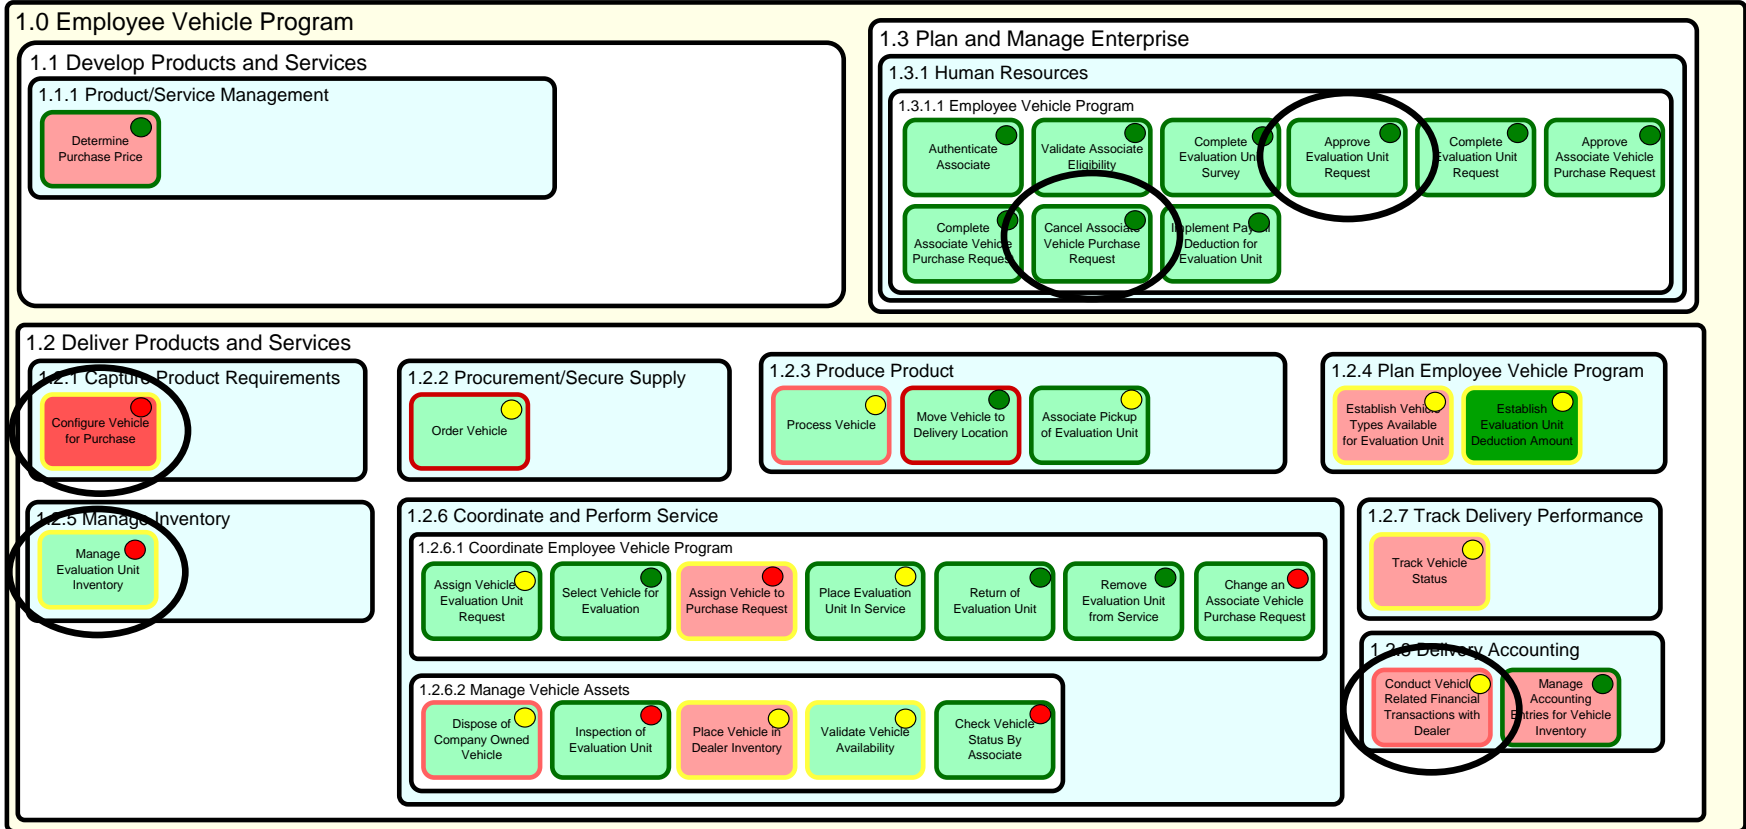 1.0 Employee Vehicle Program
1.1 Develop Products and Services
1.1.1 Product/Service Management
Determine
Purchase Price
1.3 Plan and Manage Enterprise
1.3.1 Human Resources
1.3.1.1 Employee Vehicle Program
Authenticate
Associate
Validate Associate
Eligibility
Complete
Evaluation Unit
Survey
Approve
Evaluation Unit
Request
Complete
Evaluation Unit
Request
Approve
Associate Vehicle
Purchase Request
Complete
Associate Vehicle
Purchase Request
Cancel Associate
Vehicle Purchase
Request
Implement Payroll
Deduction for
Evaluation Unit
1.2 Deliver Products and Services
1.2.1 Capture Product Requirements
Configure Vehicle
for Purchase
1.2.2 Procurement/Secure Supply
Order Vehicle
1.2.3 Produce Product
Process Vehicle
Move Vehicle to
Delivery Location
Associate Pickup
of Evaluation Unit
1.2.4 Plan Employee Vehicle Program
Establish Vehicle
Types Available
for Evaluation Unit
Establish
Evaluation Unit
Deduction Amount
1.2.5 Manage Inventory
Manage
Evaluation Unit
Inventory
1.2.6 Coordinate and Perform Service
1.2.6.1 Coordinate Employee Vehicle Program
Assign Vehicle
Evaluation Unit
Request
Select Vehicle for
Evaluation
Assign Vehicle to
Purchase Request
Place Evaluation
Unit In Service
Return of
Evaluation Unit
Remove
Evaluation Unit
from Service
Change an
Associate Vehicle
Purchase Request
1.2.6.2 Manage Vehicle Assets
Dispose of
Company Owned
Vehicle
Inspection of
Evaluation Unit
Place Vehicle in
Dealer Inventory
Validate Vehicle
Availability
Check Vehicle
Status By
Associate
1.2.7 Track Delivery Performance
Track Vehicle
Status
1.2.8 Delivery Accounting
Conduct Vehicle
Related Financial
Transactions with
Dealer
Manage
Accounting
Entries for Vehicle
Inventory